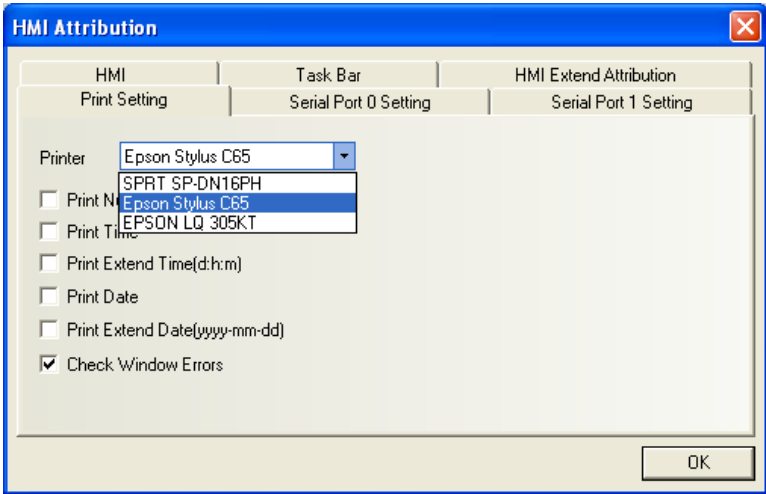 HMI Attribution
HMI Task Bar HMI Extend Attribution
Print Setting Serial Port 0 Setting Serial Port 1 Setting
Printer Epson Stylus C65
SPRT SP-DN16PH
Print
Epson Stylus C65
Print
EPSON LQ 305KT
Print Extend Time(d:h:m)
Print Date
Print Extend Date(yyyy-mm-dd)
Check Window Errors
OK